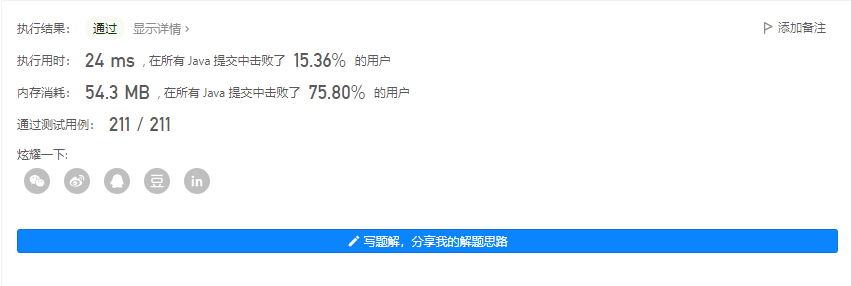 执行结果： 通过 显示详情 › 添加备注
执行用时： 24 ms , 在所有 Java 提交中击败了 15.36% 的用户
内存消耗： 54.3 MB , 在所有 Java 提交中击败了 75.80% 的用户
通过测试用例： 211 / 211
炫耀一下:
豆 in
写题解，分享我的解题思路